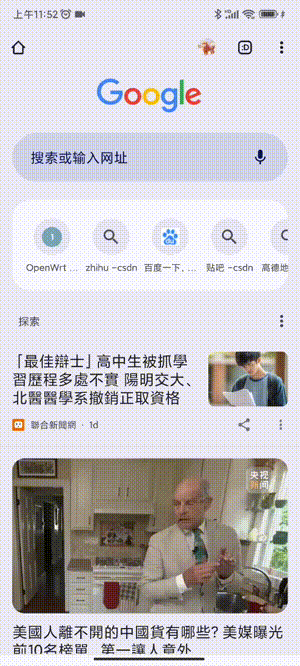 上午11:52
Google
搜索或输入网址
OpenWrt ... zhihu -csdn 百度一下，... 贴吧 -csdn 高德地
探索
「最佳辯士」高中生被抓學
習歷程多處不實 陽明交大、
北醫醫學系撤銷正取資格
聯合新聞網 · 1d
央视
一间
美國人離不開的中國貨有哪些? 美媒曝光
前10名榜單 第一讓人意外